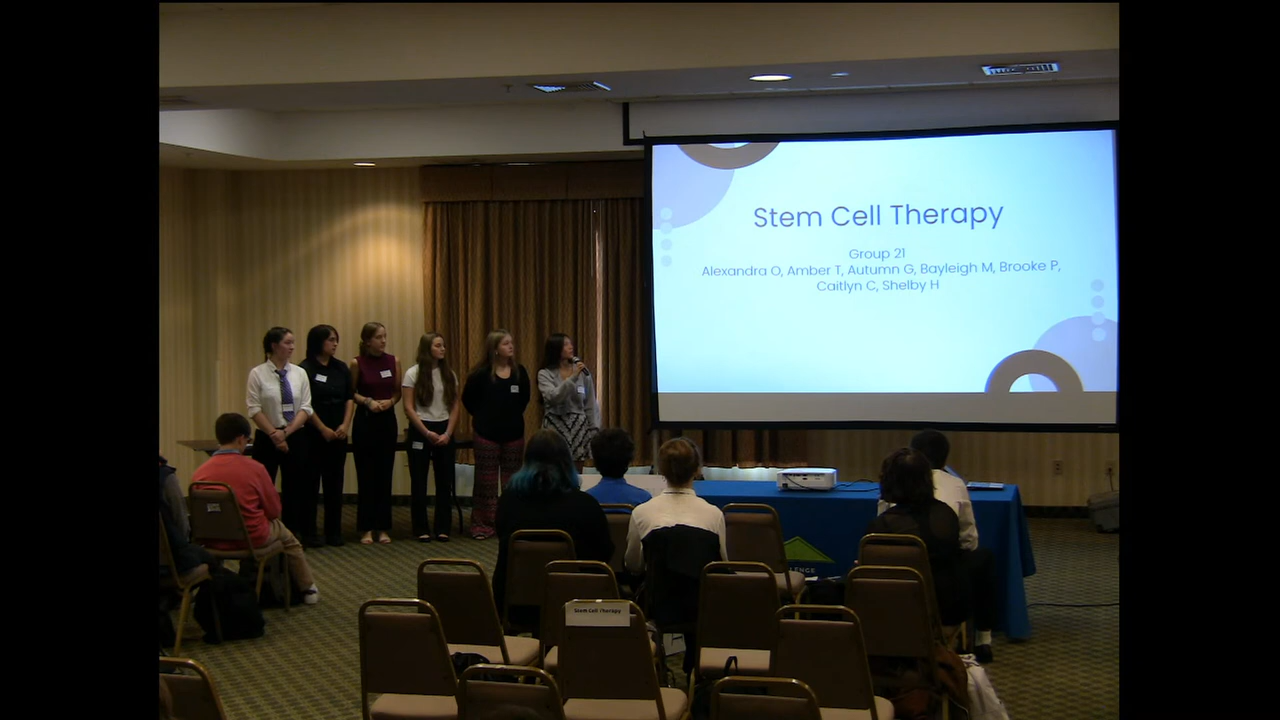 Stem Cell Therapy
Group 21
Alexandra O, Amber T, Autumn G, Bayleigh M, Brooke P,
Caitlyn C, Shelby H
Stem Cell Therapy